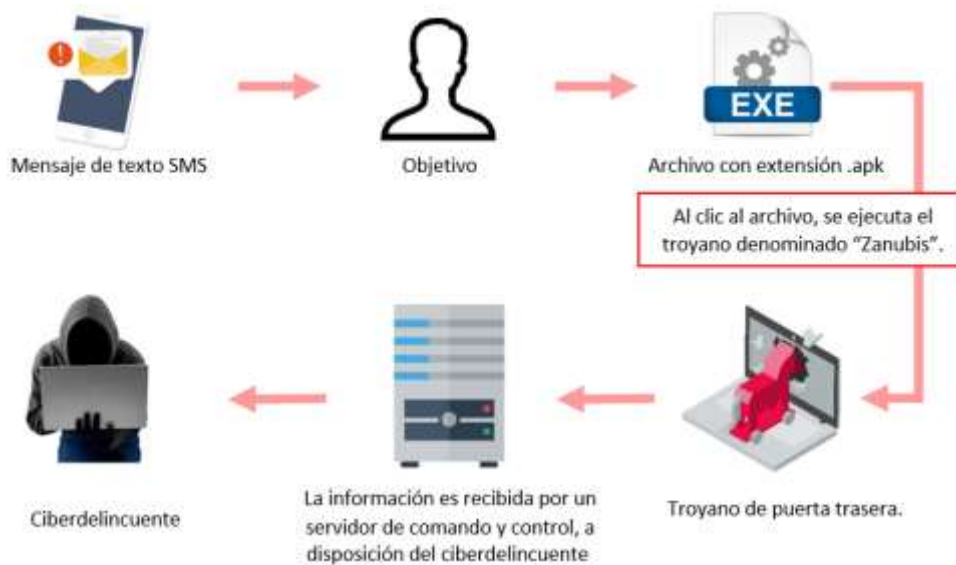 Mensaje de texto SMS
Objetivo
EXE
Archivo con extensión .apk
Al clic al archivo, se ejecuta el
troyano denominado “Zanubis”.
Ciberdelincuente
La información es recibida por un
servidor de comando y control, a
disposición del ciberdelincuente
Troyano de puerta trasera.